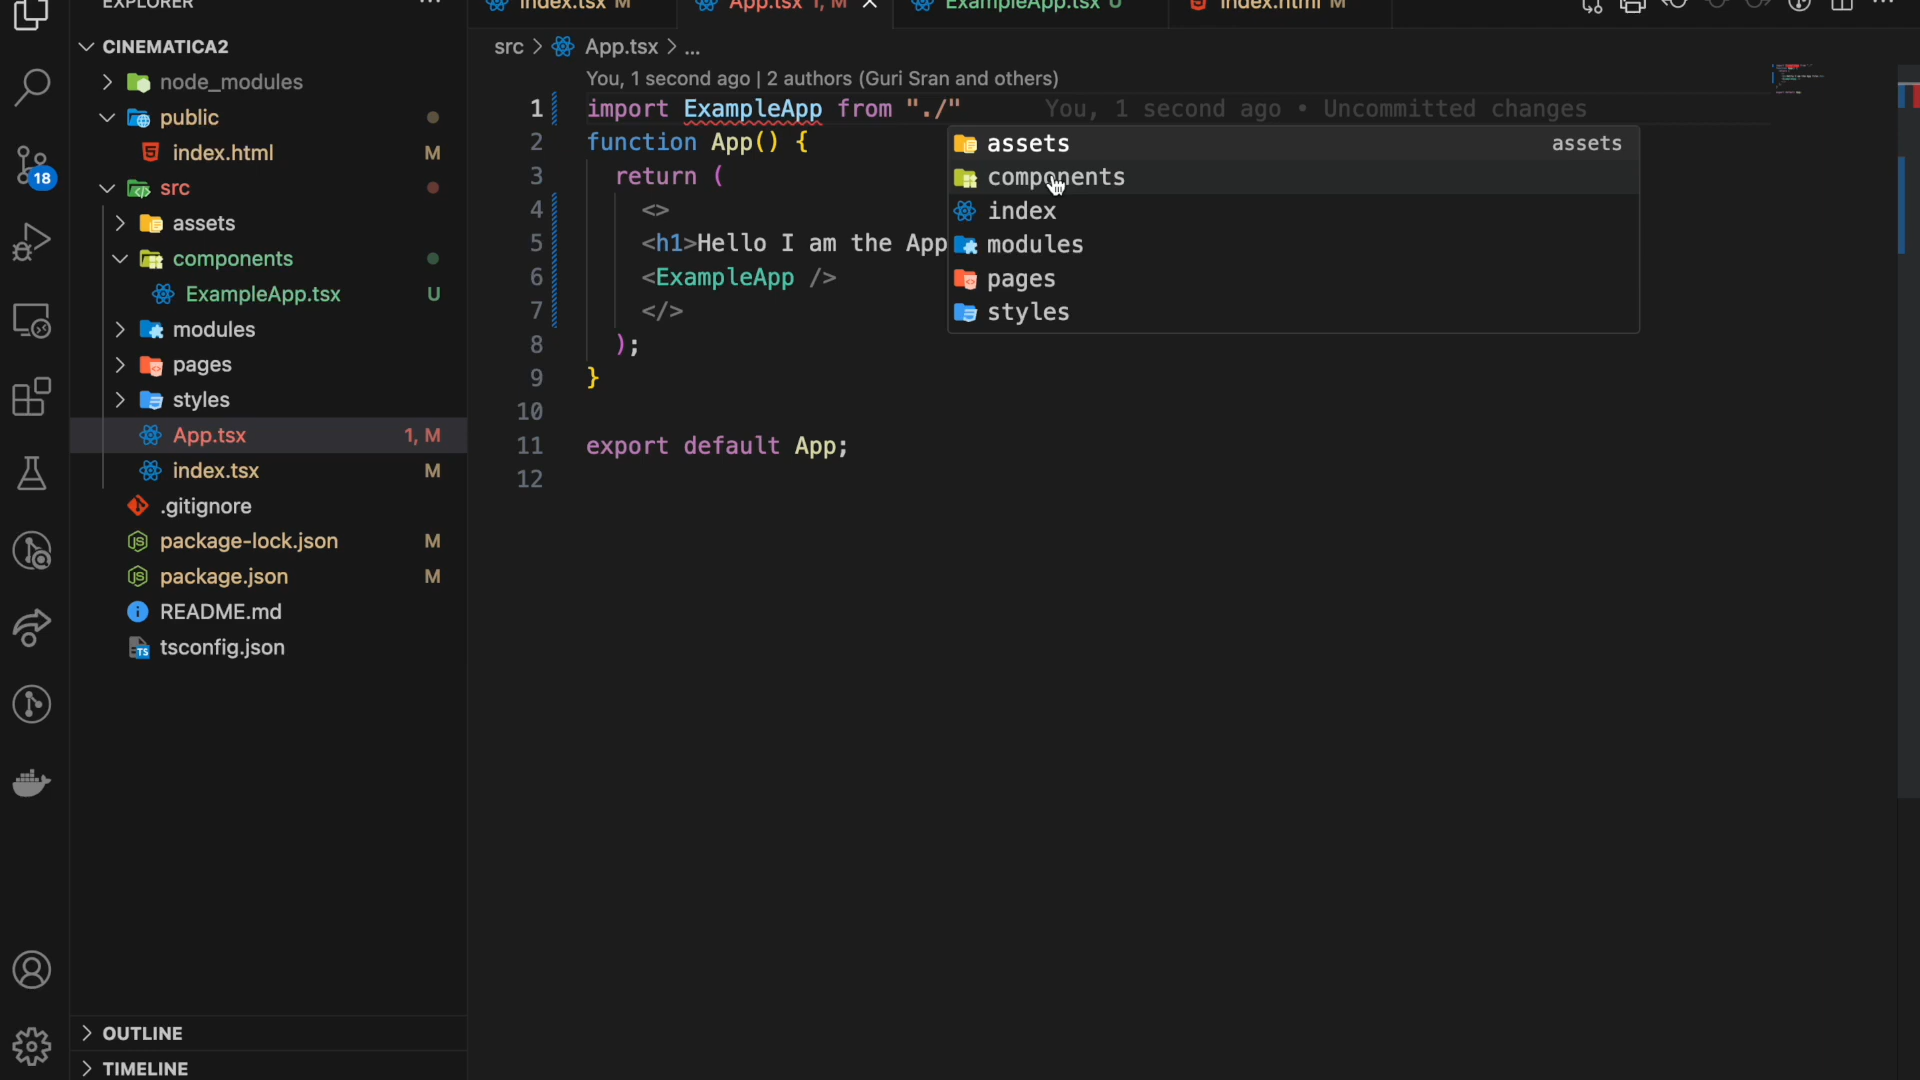 EXPLORER
CINEMATICA2
node_modules
public
index.html M
src
assets
components
ExampleApp.tsx U
modules
pages
styles
App.tsx 1, M
index.tsx M
.gitignore
package-lock.json M
package.json M
README.md
tsconfig.json
OUTLINE
TIMELINE
18
index.tsx M
App.tsx 1, M
ExampleApp.tsx U
index.html M
src > App.tsx > ...
You, 1 second ago | 2 authors (Guri Sran and others)
1 import ExampleApp from "./" You, 1 second ago • Uncommitted changes
2 function App() {
3 return (
4 <>
5 <h1>Hello I am the App
6 <ExampleApp />
7 </>
8 );
9 }
10
11 export default App;
12
assets assets
components
index
modules
pages
styles